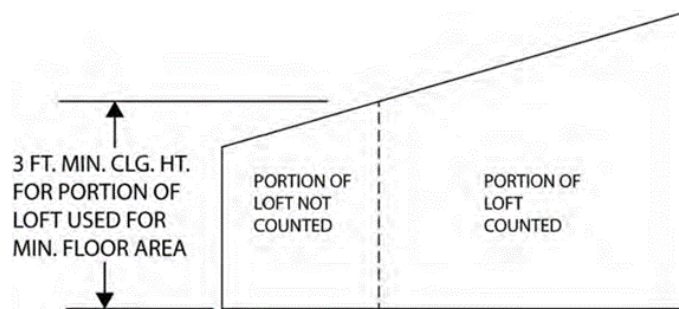 3 FT. MIN. CLG. HT.
FOR PORTION OF
LOFT USED FOR
MIN. FLOOR AREA
PORTION OF
LOFT NOT
COUNTED
PORTION OF
LOFT
COUNTED